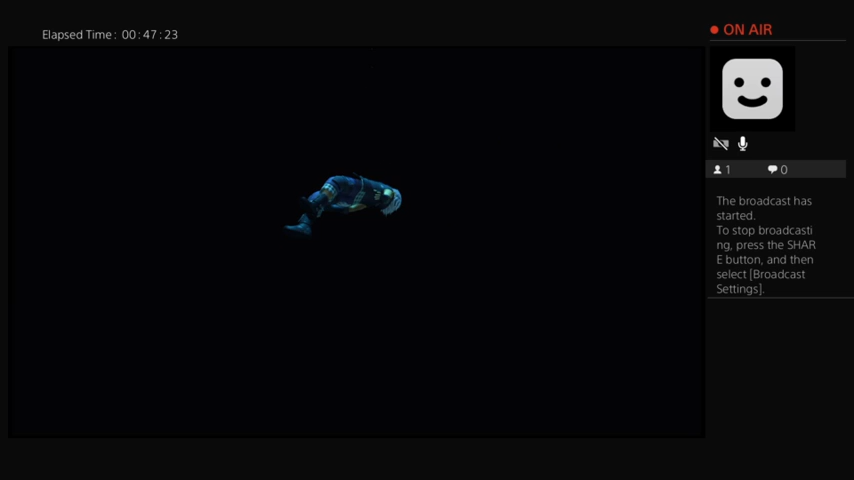 Elapsed Time: 00:47:23
ON AIR
1
0
The broadcast has
started.
To stop broadcasti
ng, press the SHAR
E button, and then
select [Broadcast
Settings].